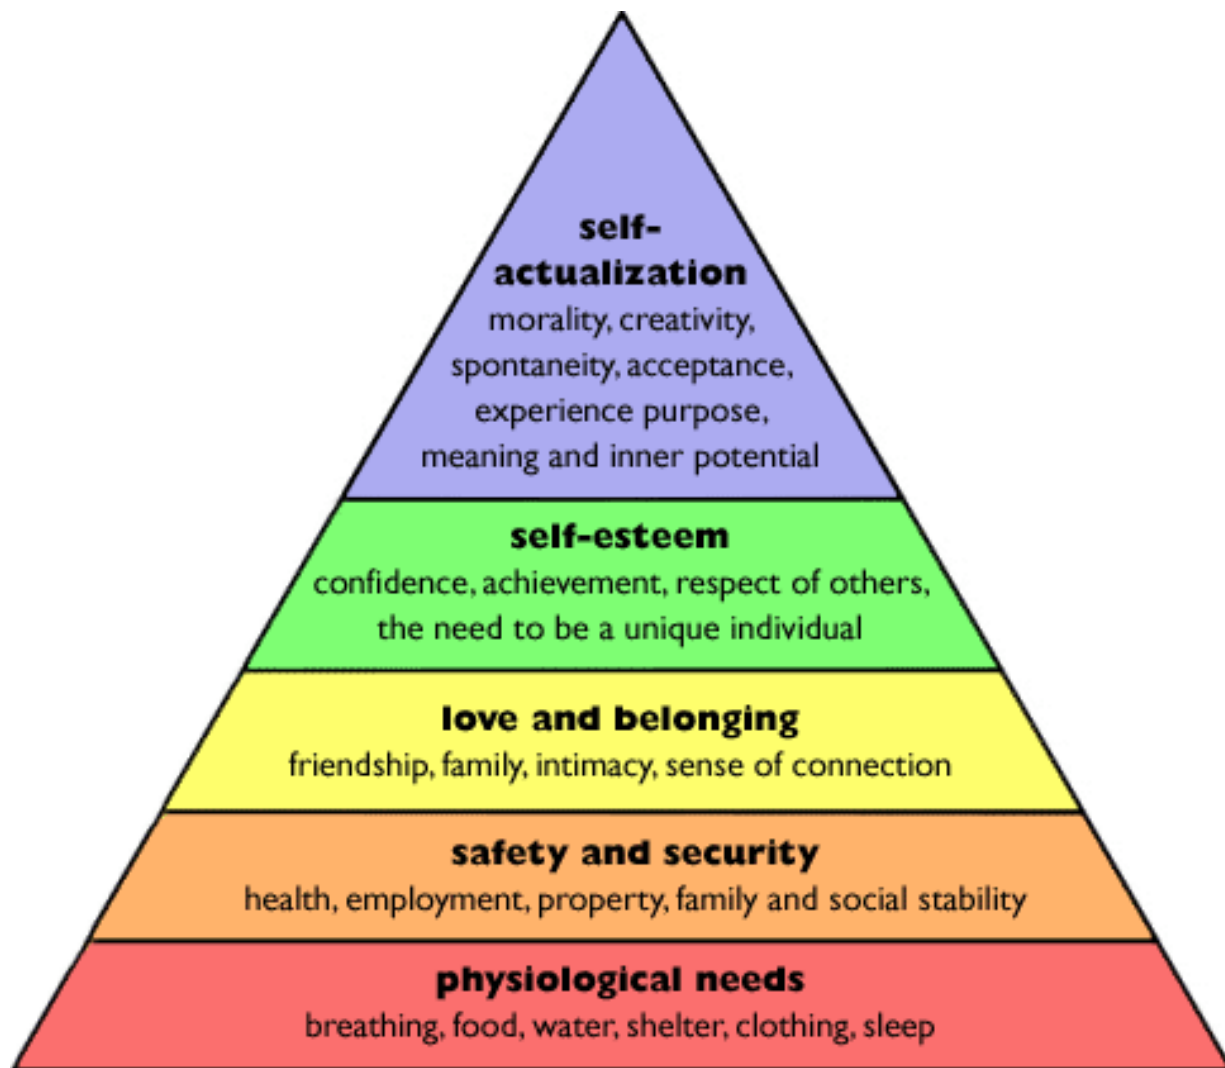 self-
actualization
morality, creativity,
spontaneity, acceptance,
experience purpose,
meaning and inner potential
self-esteem
confidence, achievement, respect of others,
the need to be a unique individual
love and belonging
friendship, family, intimacy, sense of connection
safety and security
health, employment, property, family and social stability
physiological needs
breathing, food, water, shelter, clothing, sleep